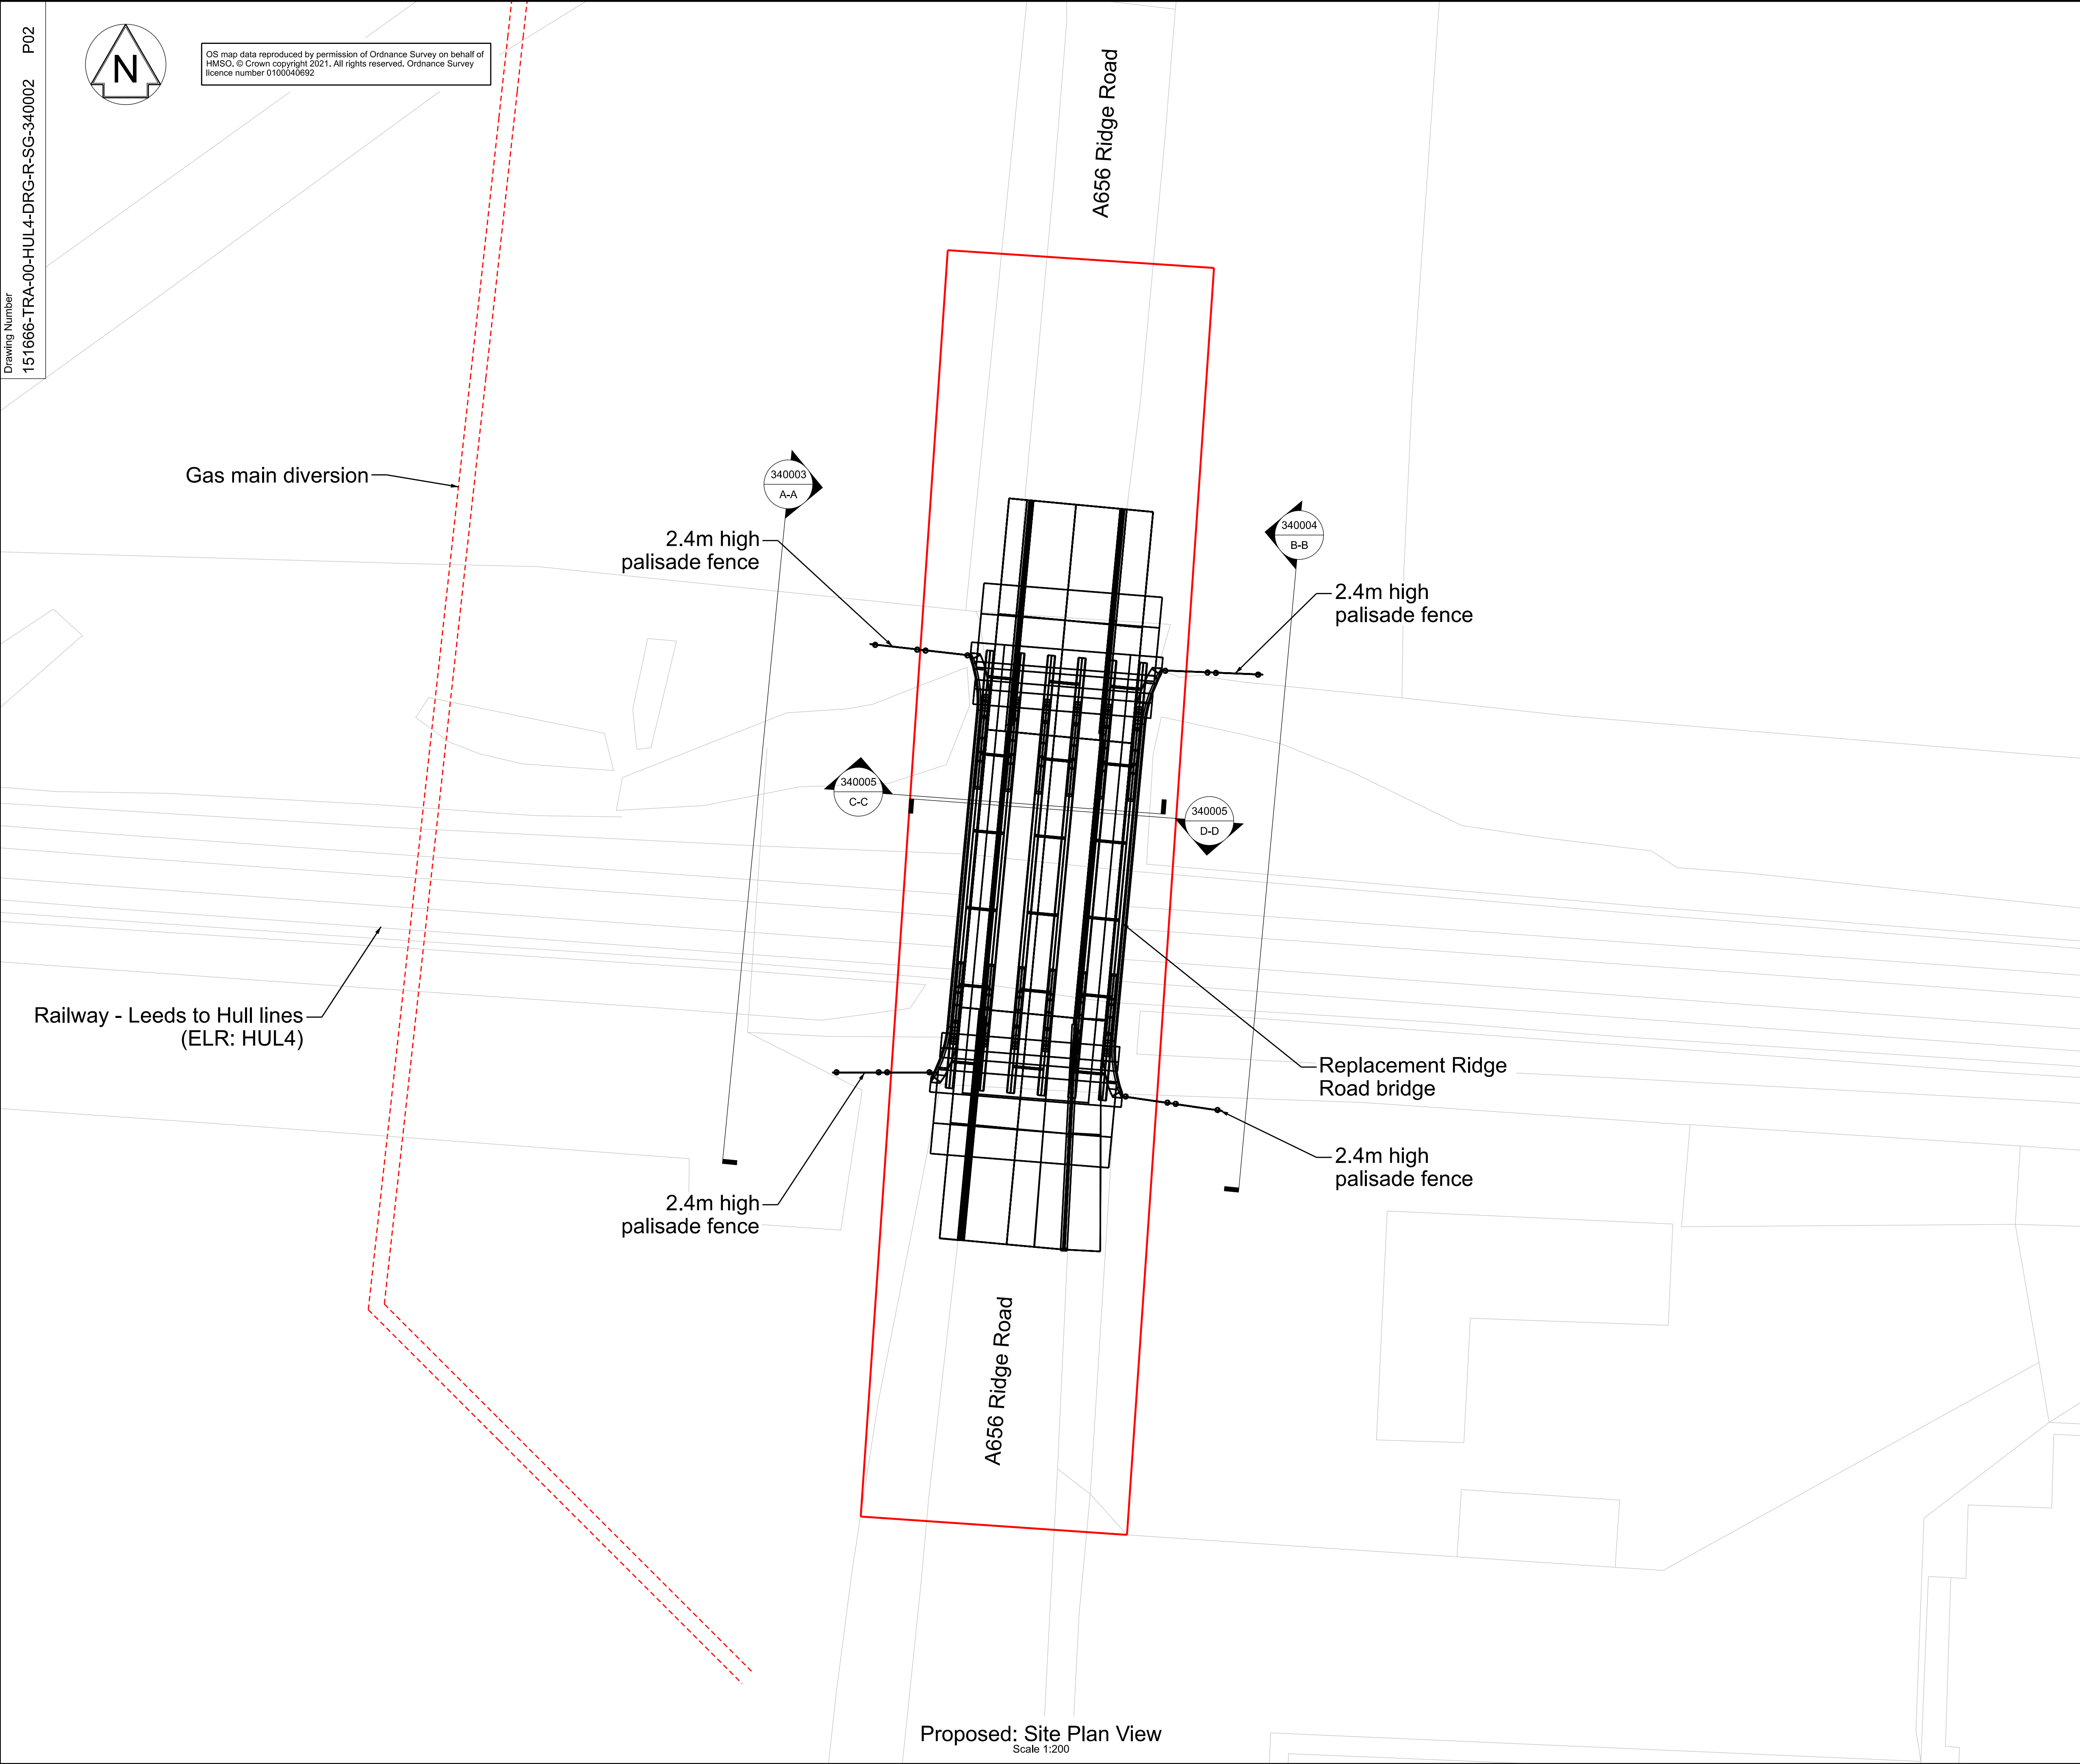 Drawing Number
151666-TRA-00-HUL4-DRG-R-SG-340002 P02
N
OS map data reproduced by permission of Ordnance Survey on behalf of
HMSO. © Crown copyright 2021. All rights reserved. Ordnance Survey
licence number 0100040692
A656 Ridge Road
Gas main diversion
340003
A-A
2.4m high
palisade fence
340004
B-B
2.4m high
palisade fence
340005
C-C
340005
D-D
Railway - Leeds to Hull lines
(ELR: HUL4)
Replacement Ridge
Road bridge
2.4m high
palisade fence
2.4m high
palisade fence
A656 Ridge Road
Proposed: Site Plan View
Scale 1:200